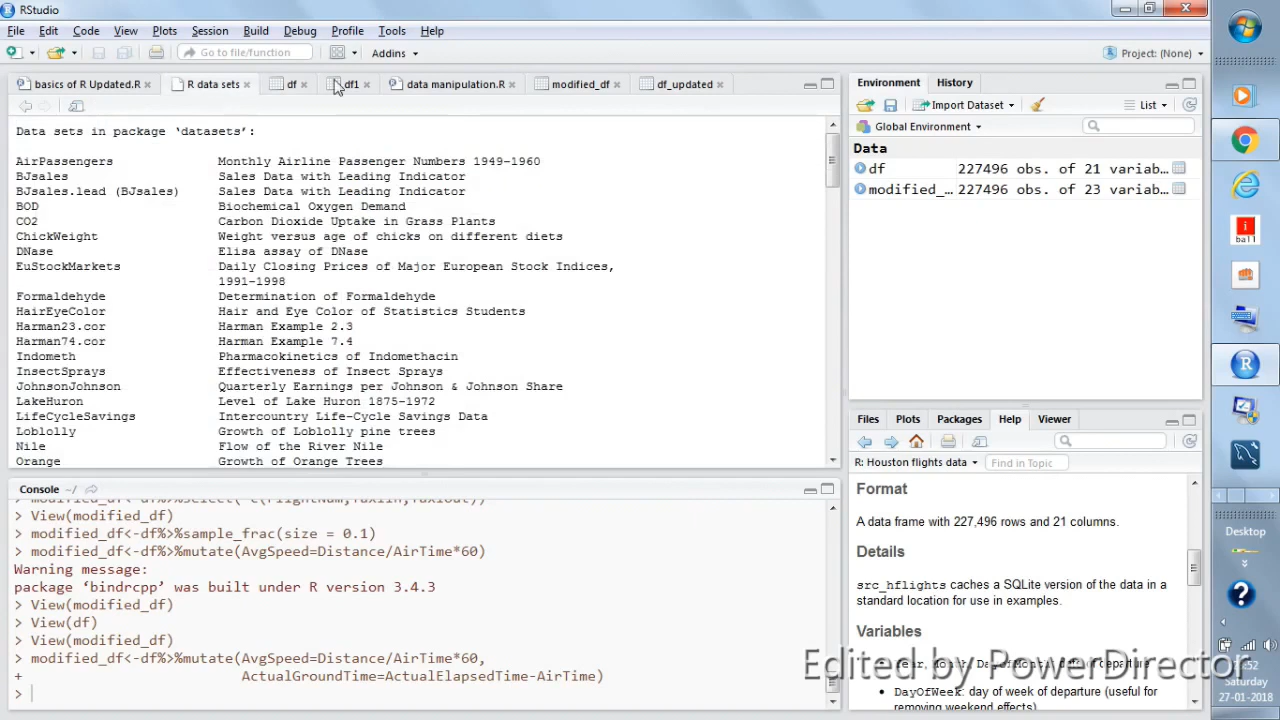 RStudio
File Edit Code View Plots Session Build Debug Profile Tools Help
Go to file/function Addins Project: (None)
basics of R Updated.R R data sets df df1 data manipulation.R modified_df df_updated
Data sets in package ‘datasets’:
AirPassengers Monthly Airline Passenger Numbers 1949-1960
BJsales Sales Data with Leading Indicator
BJsales.lead (BJsales) Sales Data with Leading Indicator
BOD Biochemical Oxygen Demand
CO2 Carbon Dioxide Uptake in Grass Plants
ChickWeight Weight versus age of chicks on different diets
DNase Elisa assay of DNase
EuStockMarkets Daily Closing Prices of Major European Stock Indices,
1991-1998
Formaldehyde Determination of Formaldehyde
HairEyeColor Hair and Eye Color of Statistics Students
Harman23.cor Harman Example 2.3
Harman74.cor Harman Example 7.4
Indometh Pharmacokinetics of Indomethacin
InsectSprays Effectiveness of Insect Sprays
JohnsonJohnson Quarterly Earnings per Johnson & Johnson Share
LakeHuron Level of Lake Huron 1875-1972
LifeCycleSavings Intercountry Life-Cycle Savings Data
Loblolly Growth of Loblolly pine trees
Nile Flow of the River Nile
Orange Growth of Orange Trees
Console ~/
> modified_df<-df%>%select(-c(FlightNum,TaxiIn,TaxiOut))
> View(modified_df)
> modified_df<-df%>%sample_frac(size = 0.1)
> modified_df<-df%>%mutate(AvgSpeed=Distance/AirTime*60)
Warning message:
package ‘bindrcpp’ was built under R version 3.4.3
> View(modified_df)
> View(df)
> View(modified_df)
> modified_df<-df%>%mutate(AvgSpeed=Distance/AirTime*60,
+ ActualGroundTime=ActualElapsedTime-AirTime)
>
Environment History
Import Dataset List
Global Environment
Data
df 227496 obs. of 21 variab…
modified_… 227496 obs. of 23 variab…
Files Plots Packages Help Viewer
R: Houston flights data Find in Topic
Format
A data frame with 227,496 rows and 21 columns.
Details
src_hflights caches a SQLite version of the data in a
standard location for use in examples.
Variables
Year, Month, DayofMonth: date of departure
• DayOfWeek: day of week of departure (useful for
removing weekend effects)
Edited by PowerDirector
ball
Desktop
Saturday
27-01-2018